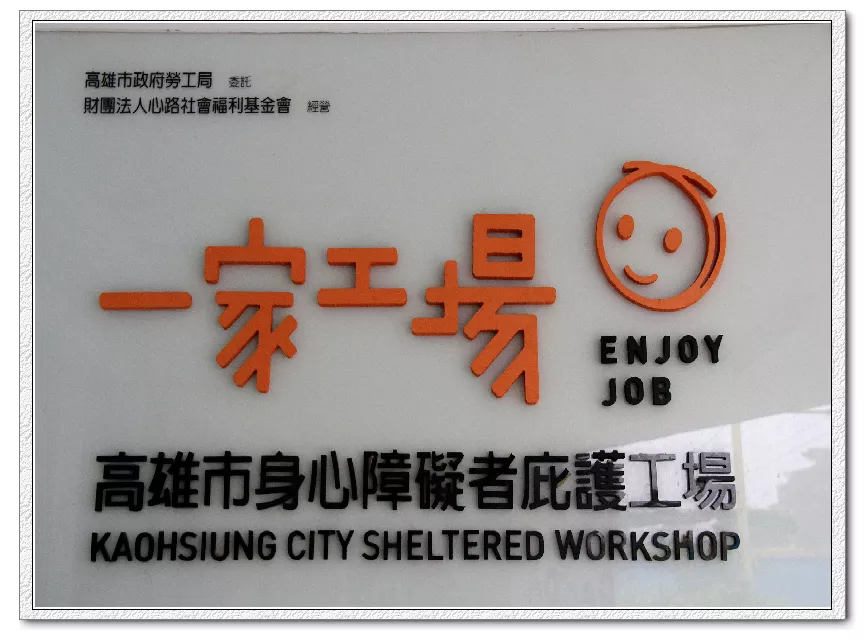 高雄市政府勞工局 委託
財團法人心路社會福利基金會 經營
一家工場
ENJOY
JOB
高雄市身心障礙者庇護工場
KAOHSIUNG CITY SHELTERED WORKSHOP